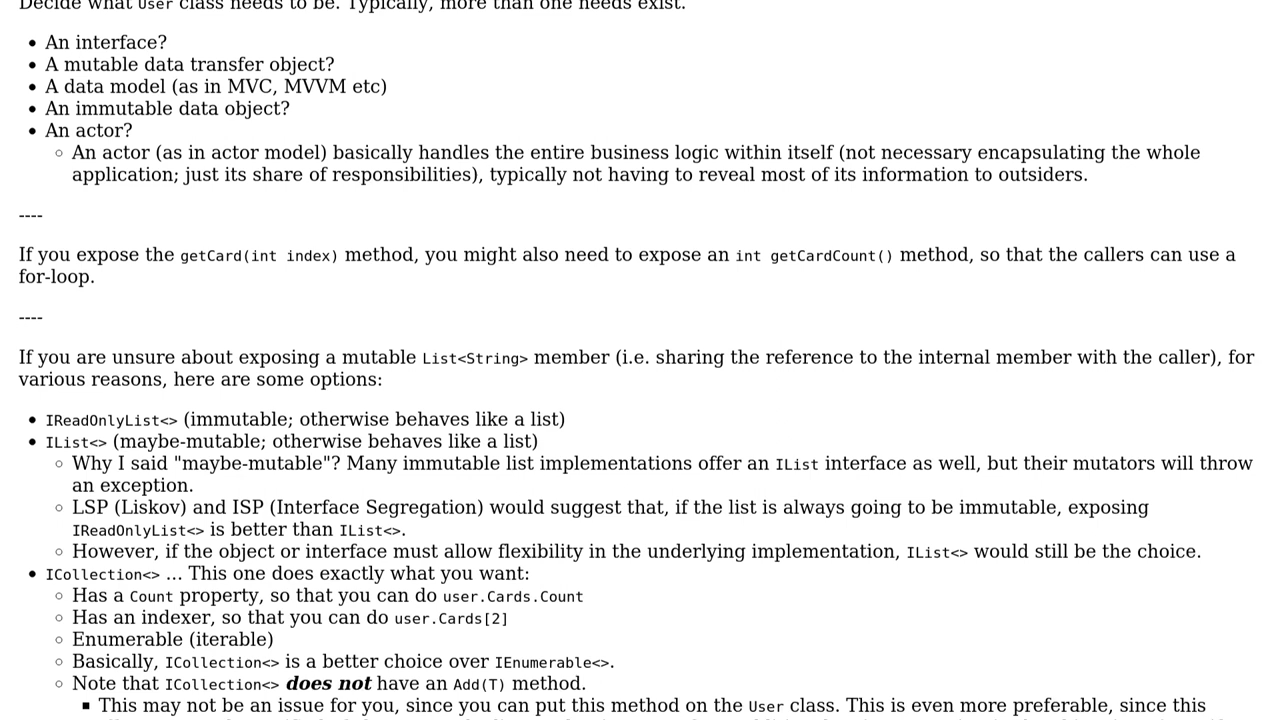 Decide what User class needs to be. Typically, more than one needs exist.
• An interface?
• A mutable data transfer object?
• A data model (as in MVC, MVVM etc)
• An immutable data object?
• An actor?
◦ An actor (as in actor model) basically handles the entire business logic within itself (not necessary encapsulating the whole
application; just its share of responsibilities), typically not having to reveal most of its information to outsiders.
----
If you expose the getCard(int index) method, you might also need to expose an int getCardCount() method, so that the callers can use a
for-loop.
----
If you are unsure about exposing a mutable List<String> member (i.e. sharing the reference to the internal member with the caller), for
various reasons, here are some options:
• IReadOnlyList<> (immutable; otherwise behaves like a list)
• IList<> (maybe-mutable; otherwise behaves like a list)
◦ Why I said "maybe-mutable"? Many immutable list implementations offer an IList interface as well, but their mutators will throw
an exception.
◦ LSP (Liskov) and ISP (Interface Segregation) would suggest that, if the list is always going to be immutable, exposing
IReadOnlyList<> is better than IList<>.
◦ However, if the object or interface must allow flexibility in the underlying implementation, IList<> would still be the choice.
• ICollection<> ... This one does exactly what you want:
◦ Has a Count property, so that you can do user.Cards.Count
◦ Has an indexer, so that you can do user.Cards[2]
◦ Enumerable (iterable)
◦ Basically, ICollection<> is a better choice over IEnumerable<>.
◦ Note that ICollection<> does not have an Add(T) method.
▪ This may not be an issue for you, since you can put this method on the User class. This is even more preferable, since this